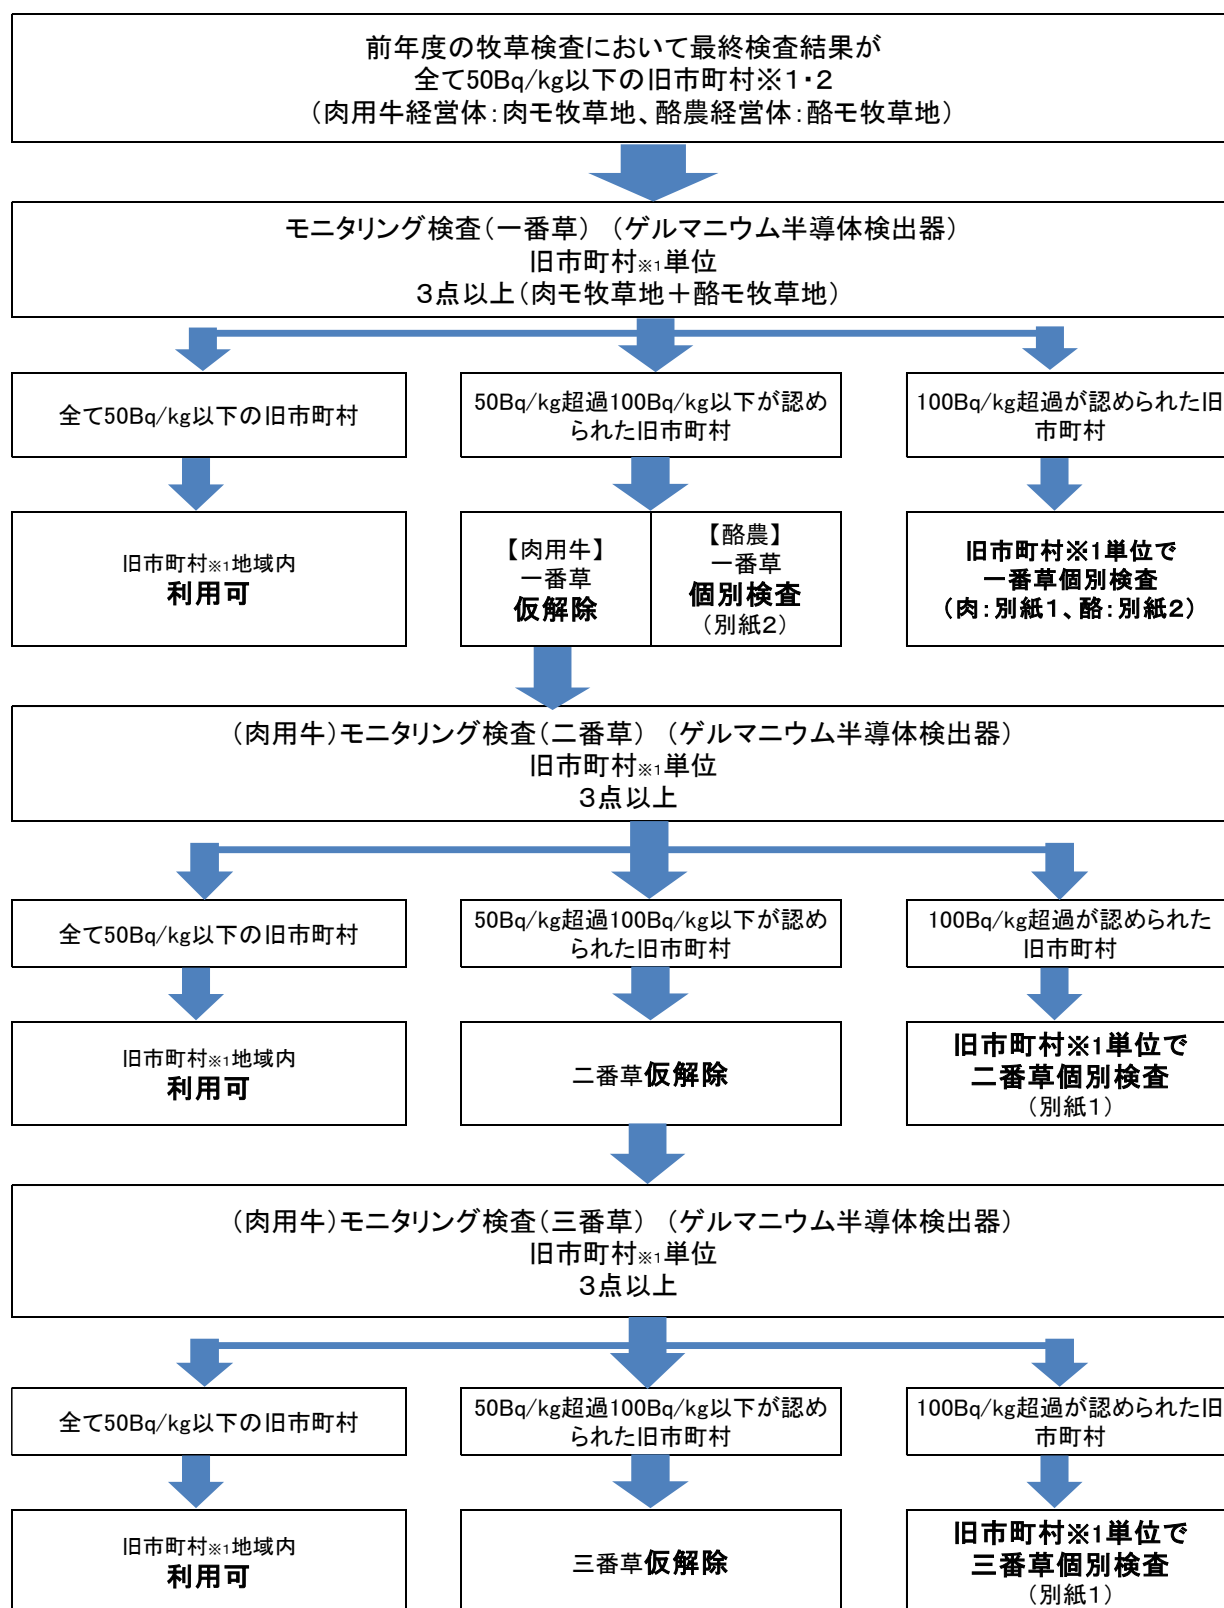 前年度の牧草検査において最終検査結果が
全て50Bq/kg以下の旧市町村※1・2
（肉用牛経営体：肉モ牧草地、酪農経営体：酪モ牧草地）
モニタリング検査（一番草）（ゲルマニウム半導体検出器）
旧市町村※1単位
３点以上（肉モ牧草地＋酪モ牧草地）
全て50Bq/kg以下の旧市町村
50Bq/kg超過100Bq/kg以下が認め
られた旧市町村
100Bq/kg超過が認められた旧
市町村
旧市町村※1地域内
利用可
【肉用牛】
一番草
仮解除
【酪農】
一番草
個別検査
（別紙２）
旧市町村※1単位で
一番草個別検査
（肉：別紙１、酪：別紙２）
（肉用牛）モニタリング検査（二番草）（ゲルマニウム半導体検出器）
旧市町村※1単位
３点以上
全て50Bq/kg以下の旧市町村
50Bq/kg超過100Bq/kg以下が認め
られた旧市町村
100Bq/kg超過が認められた
旧市町村
旧市町村※1地域内
利用可
二番草仮解除
旧市町村※1単位で
二番草個別検査
（別紙１）
（肉用牛）モニタリング検査（三番草）（ゲルマニウム半導体検出器）
旧市町村※1単位
３点以上
全て50Bq/kg以下の旧市町村
50Bq/kg超過100Bq/kg以下が認め
られた旧市町村
100Bq/kg超過が認められた旧
市町村
旧市町村※1地域内
利用可
三番草仮解除
旧市町村※1単位で
三番草個別検査
（別紙１）